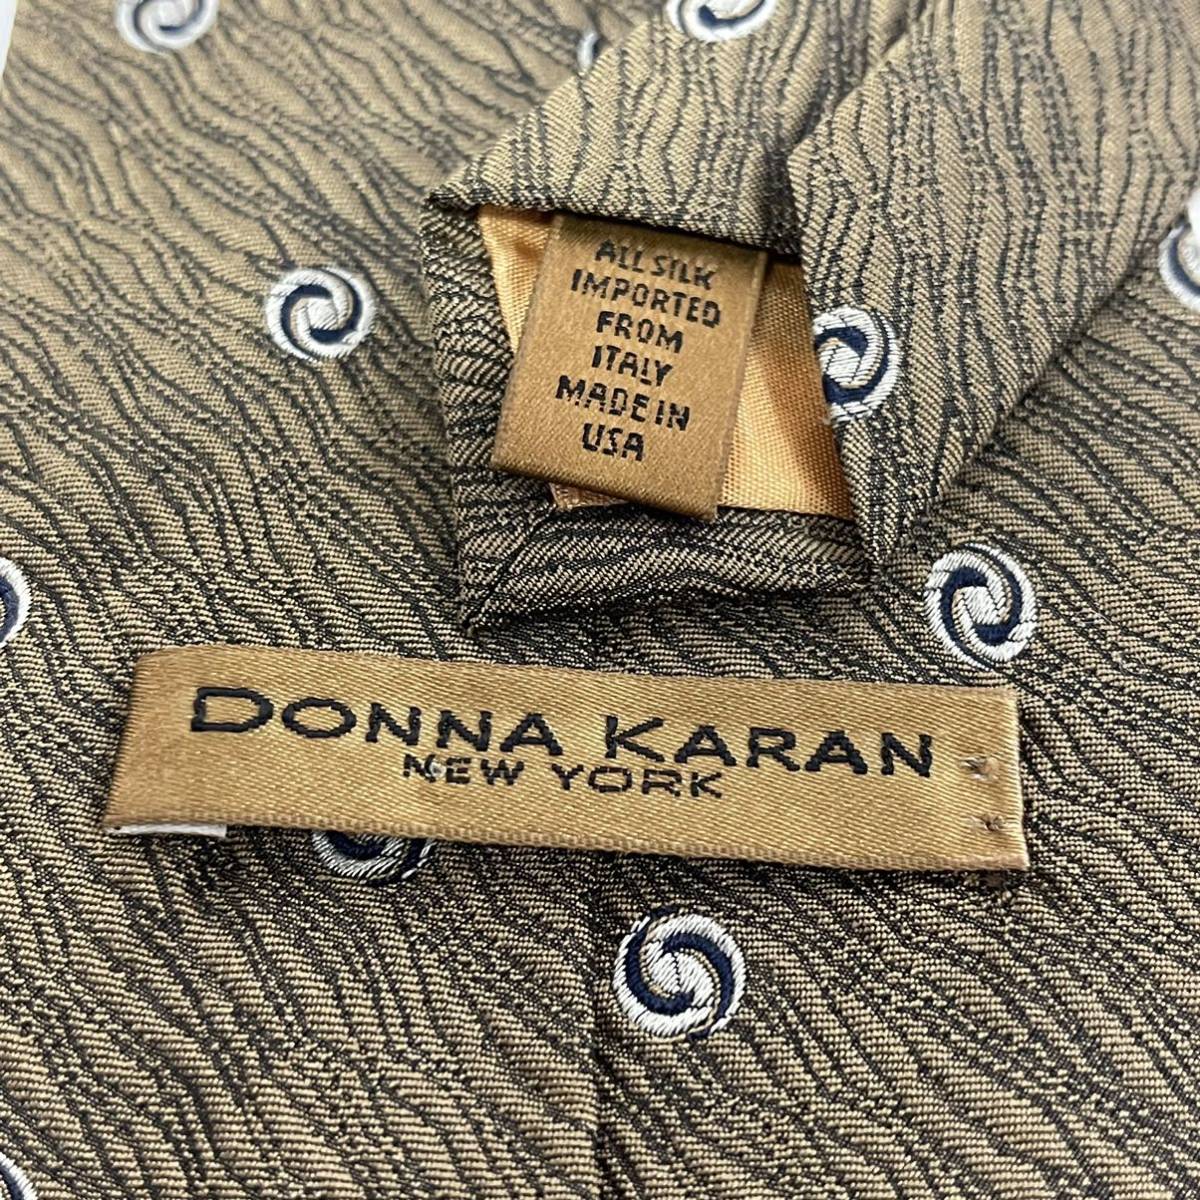 ALL SILK
IMPORTED
FROM
ITALY
MADE IN
USA
DONNA KARAN
NEW YORK